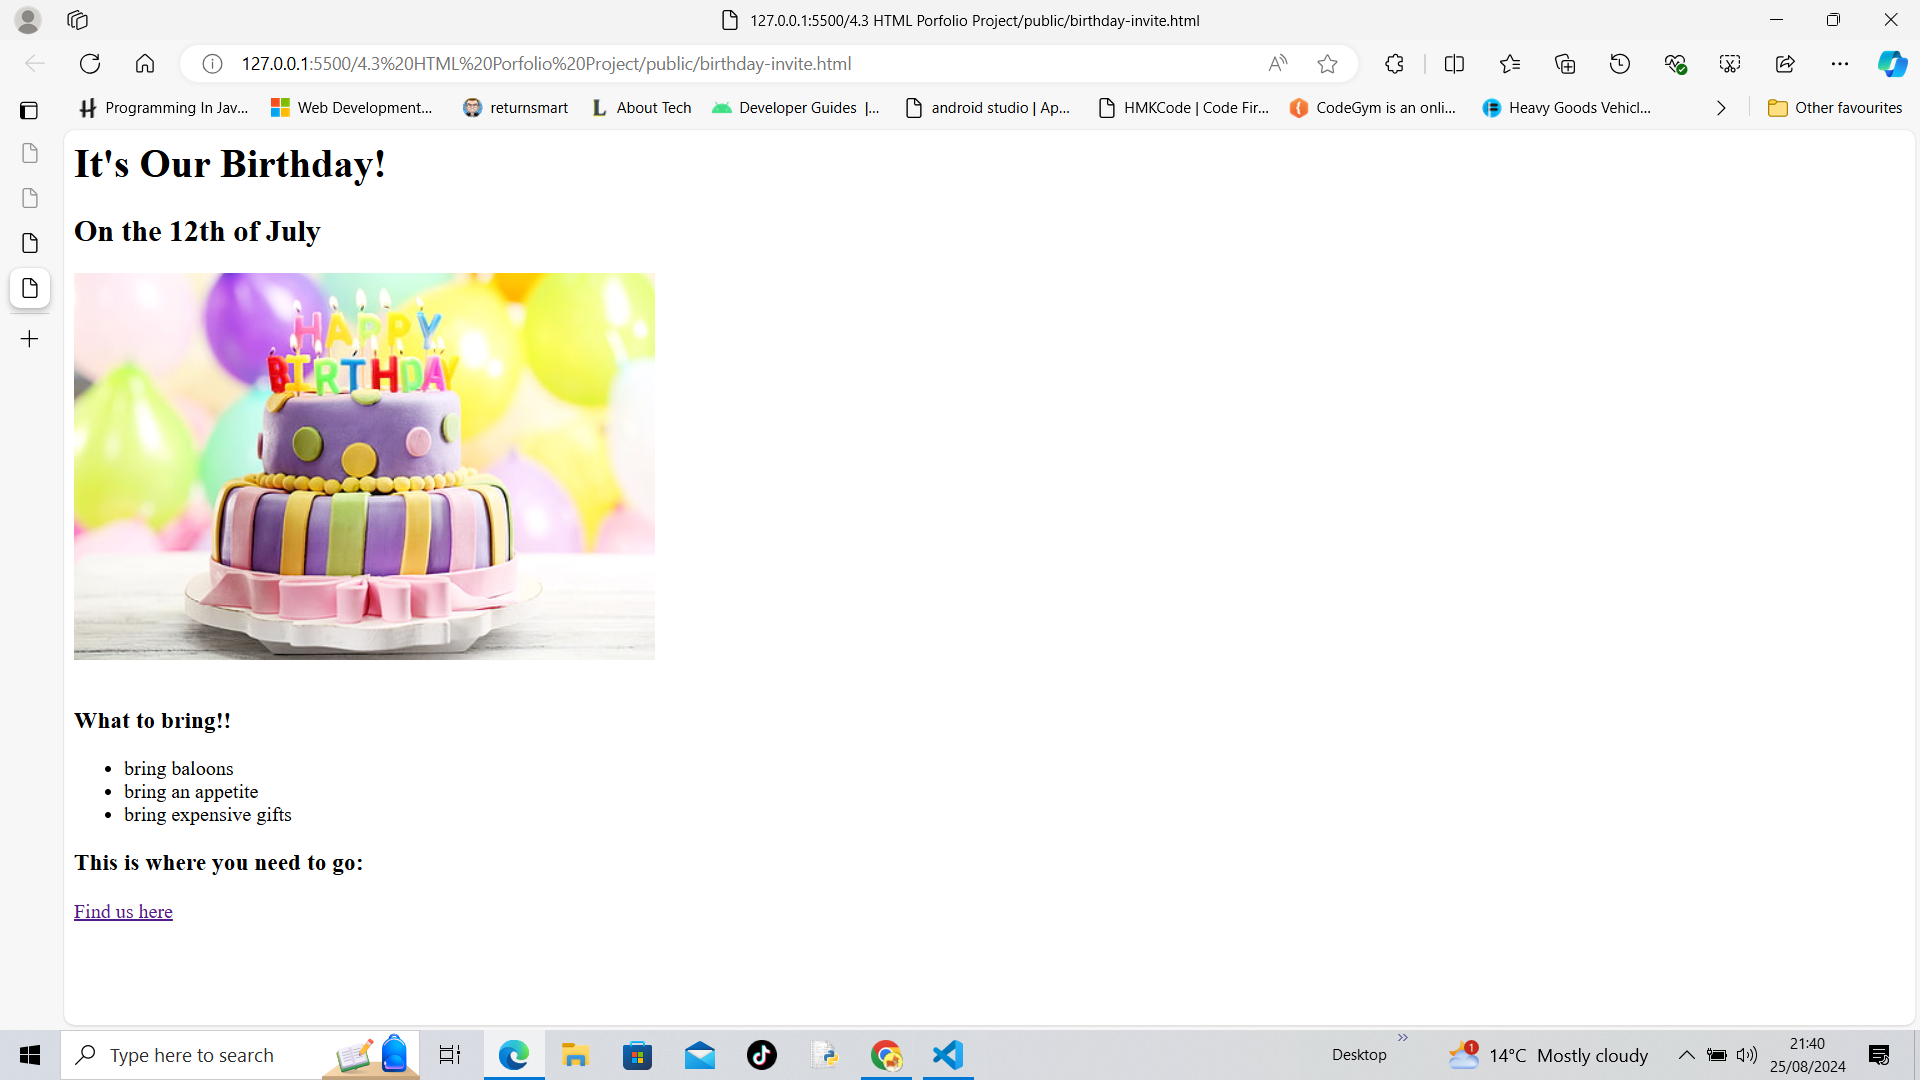 127.0.0.1:5500/4.3 HTML Porfolio Project/public/birthday-invite.html
127.0.0.1:5500/4.3%20HTML%20Porfolio%20Project/public/birthday-invite.html
Programming In Jav... Web Development... returnsmart About Tech Developer Guides |... android studio | Ap... HMKCode | Code Fir... CodeGym is an onli... Heavy Goods Vehicl... Other favourites
It's Our Birthday!
On the 12th of July
HAPPY
BIRTHDAY
What to bring!!
• bring baloons
• bring an appetite
• bring expensive gifts
This is where you need to go:
Find us here
Type here to search
Desktop
1
14°C Mostly cloudy
21:40
25/08/2024